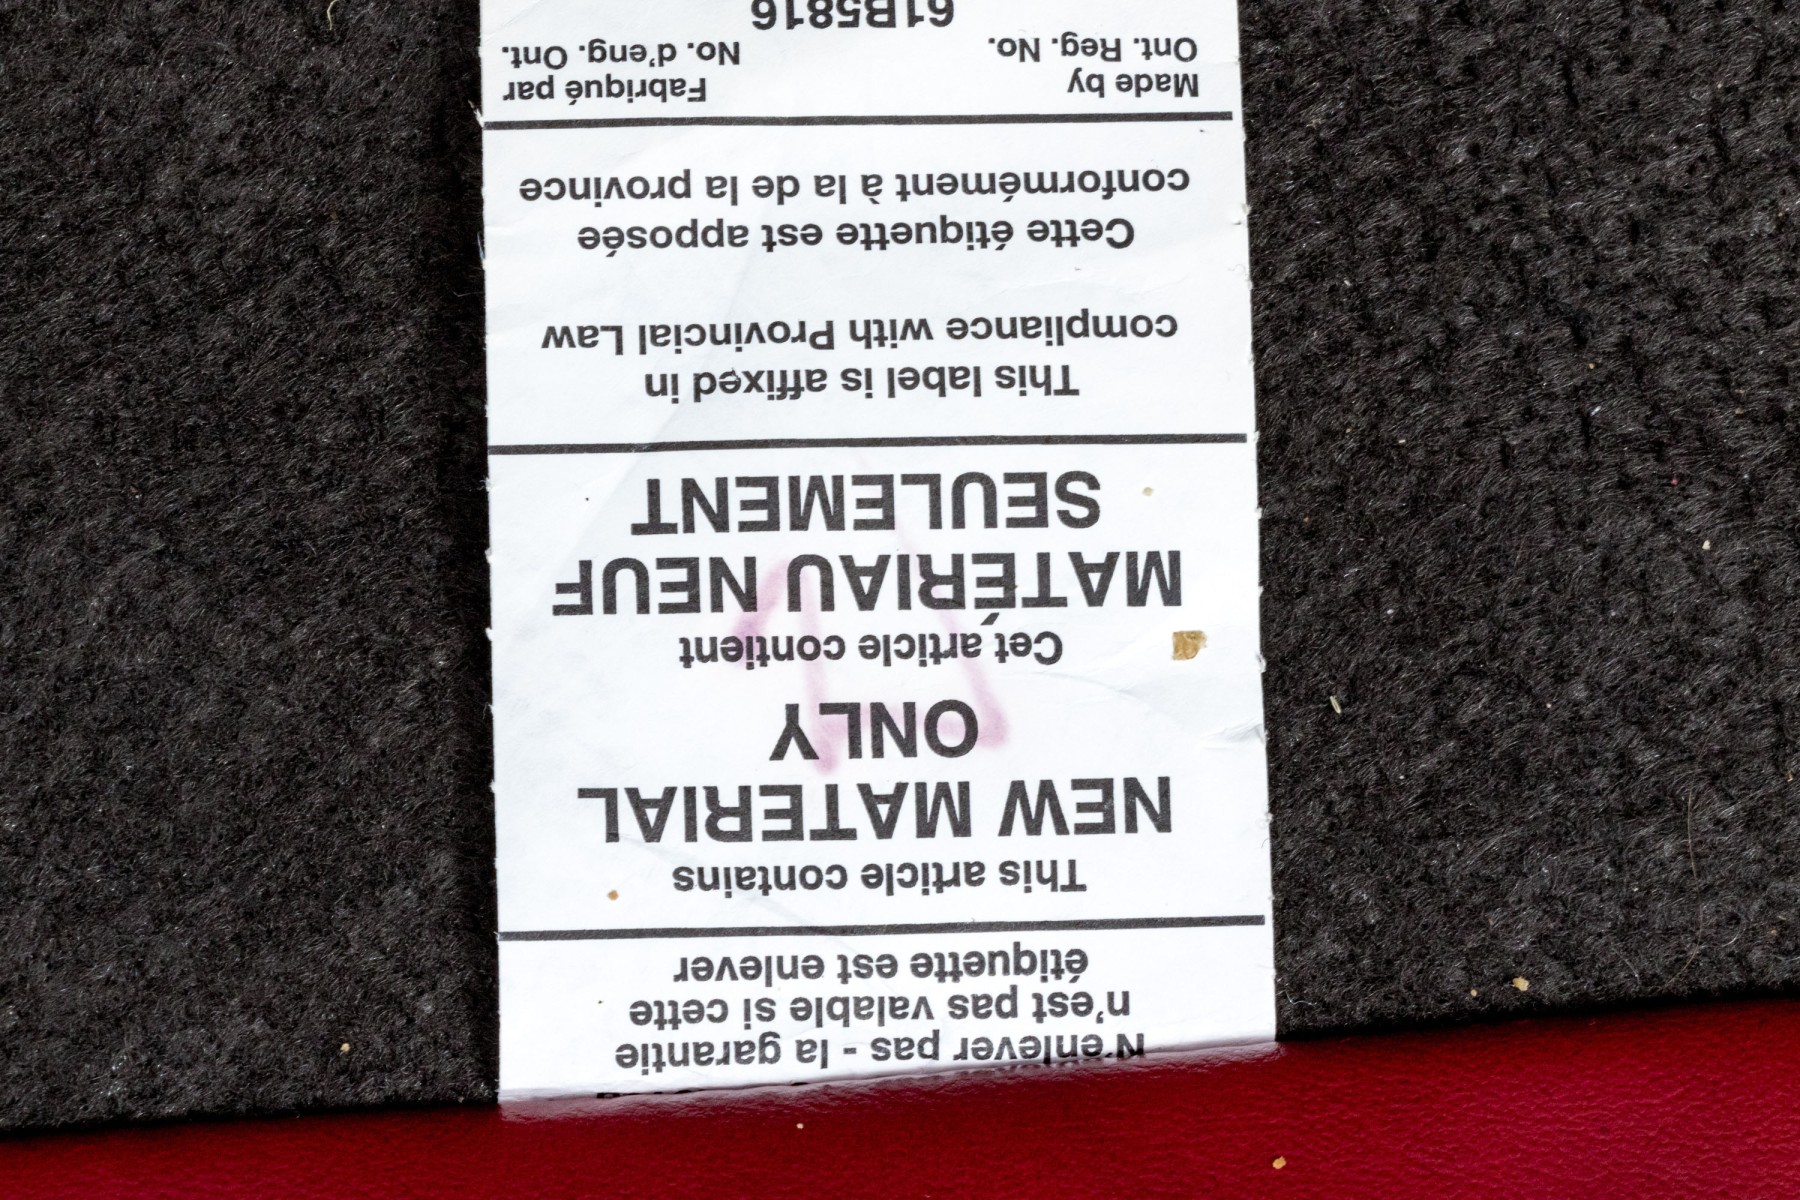 N'enlever pas - la garantie
n'est pas valable si cette
étiquette est enlever
This article contains
NEW MATERIAL
ONLY
Cet article contient
MATÉRIAU NEUF
SEULEMENT
This label is affixed in
compliance with Provincial Law
Cette étiquette est apposée
conformément à la de la province
Made by Fabriqué par
Ont. Reg. No. No. d'eng. Ont.
61B5816